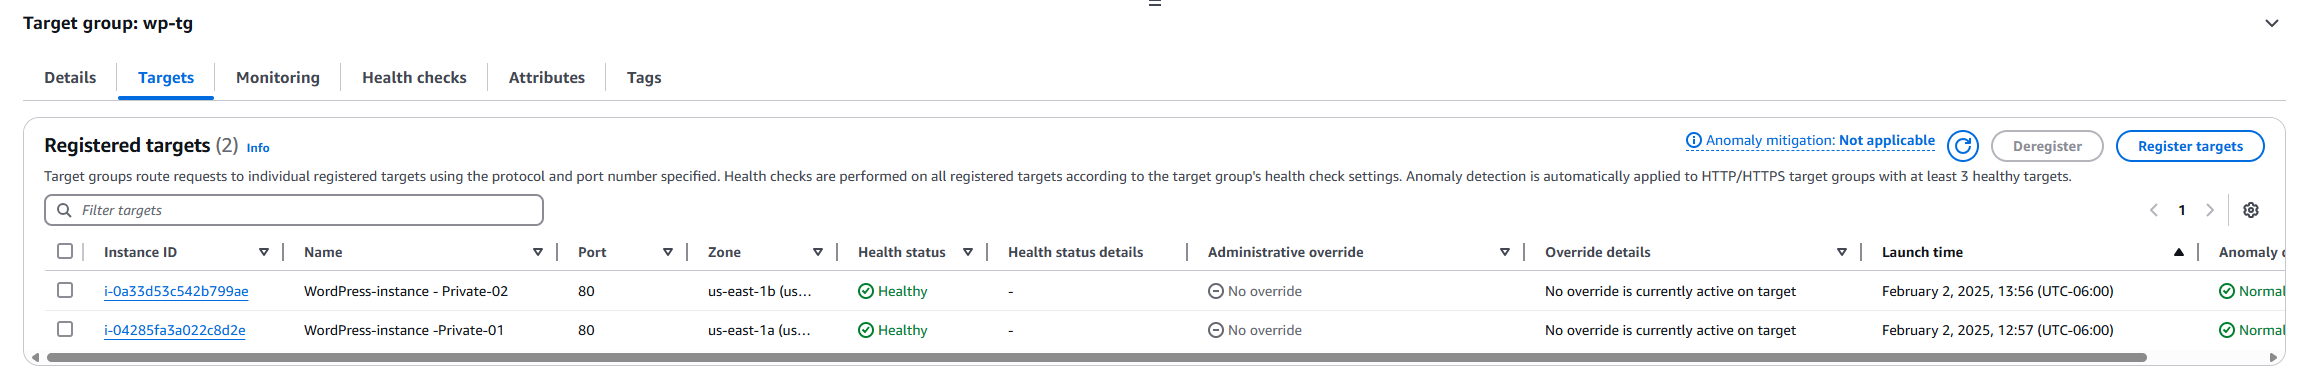 Target group: wp-tg
Details Targets Monitoring Health checks Attributes Tags
Registered targets (2) Info
Anomaly mitigation: Not applicable Deregister Register targets
Target groups route requests to individual registered targets using the protocol and port number specified. Health checks are performed on all registered targets according to the target group's health check settings. Anomaly detection is automatically applied to HTTP/HTTPS target groups with at least 3 healthy targets.
Filter targets
1
Instance ID Name Port Zone Health status Health status details Administrative override Override details Launch time Anomaly
i-0a33d53c542b799ae WordPress-instance - Private-02 80 us-east-1b (us... Healthy - No override No override is currently active on target February 2, 2025, 13:56 (UTC-06:00) Normal
i-04285fa3a022c8d2e WordPress-instance -Private-01 80 us-east-1a (us... Healthy - No override No override is currently active on target February 2, 2025, 12:57 (UTC-06:00) Normal